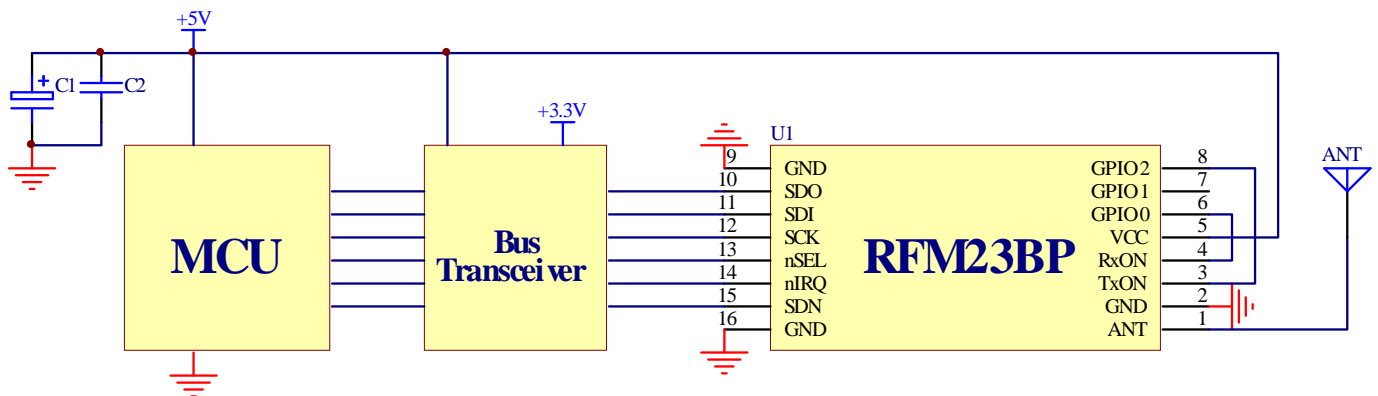 +5V
C1
C2
+3.3V
U1
ANT
MCU
Bus
Transceiver
RFM23BP
9 GND
10 SDO
11 SDI
12 SCK
13 nSEL
14 nIRQ
15 SDN
16 GND
GPIO2 8
GPIO1 7
GPIO0 6
VCC 5
RxON 4
TxON 3
GND 2
ANT 1
+